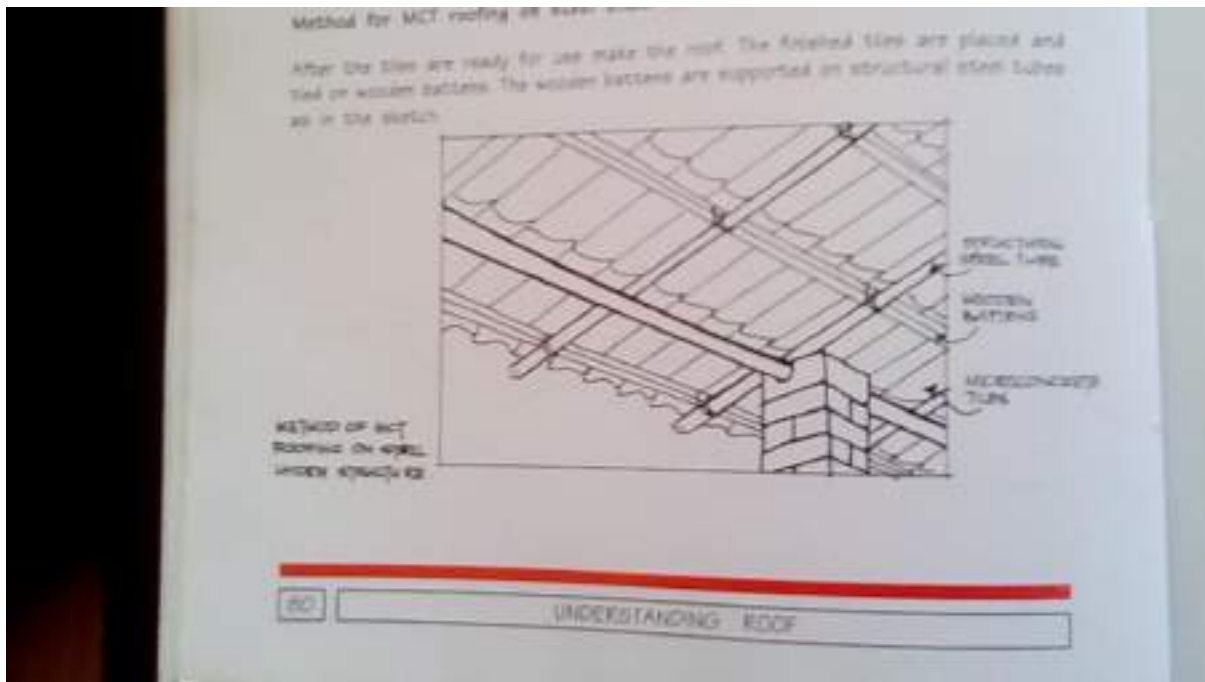 Method for MCT roofing on steel
After the tiles are ready for use make the roof. The finished tiles are placed and
tied on wooden battens. The wooden battens are supported on structural steel tubes
as in the sketch
STRUCTURAL
STEEL TUBE
WOODEN
BATTENS
MICROCONCRETE
METHOD OF MCT
ROOFING ON STEEL
UNDER STRUCTURE
80
UNDERSTANDING ROOF